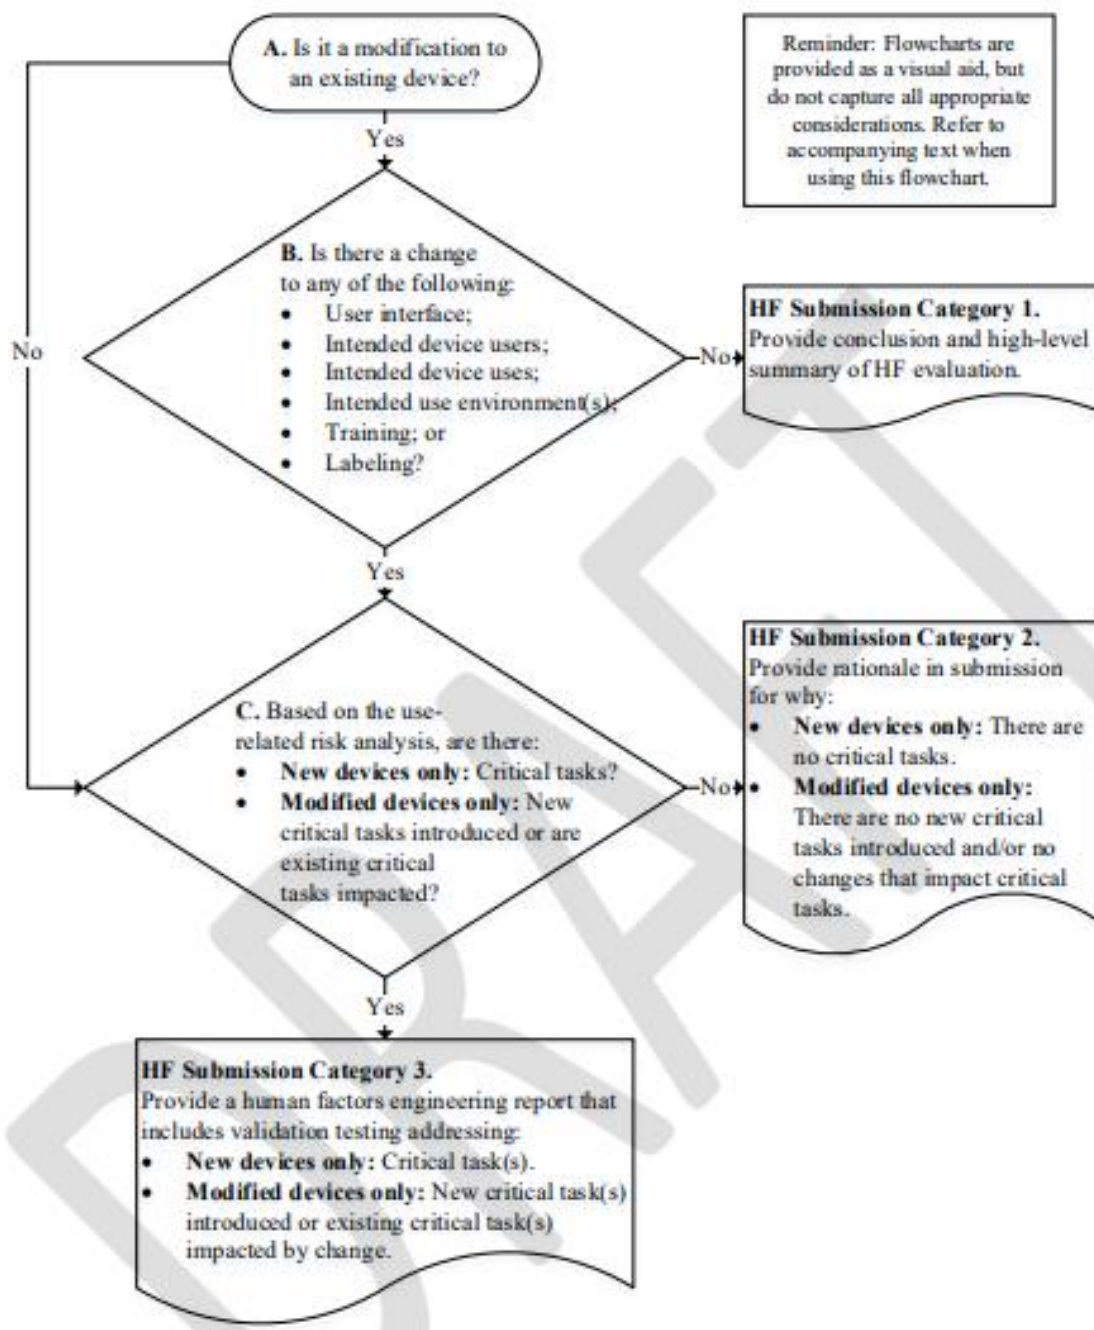 A. Is it a modification to
an existing device?
Reminder: Flowcharts are
provided as a visual aid, but
do not capture all appropriate
considerations. Refer to
accompanying text when
using this flowchart.
Yes
B. Is there a change
to any of the following:
• User interface;
• Intended device users;
• Intended device uses;
• Intended use environment(s);
• Training; or
• Labeling?
No
No
HF Submission Category 1.
Provide conclusion and high-level
summary of HF evaluation.
Yes
C. Based on the use-
related risk analysis, are there:
• New devices only: Critical tasks?
• Modified devices only: New
critical tasks introduced or are
existing critical
tasks impacted?
No
HF Submission Category 2.
Provide rationale in submission
for why:
• New devices only: There are
no critical tasks.
• Modified devices only:
There are no new critical
tasks introduced and/or no
changes that impact critical
tasks.
Yes
HF Submission Category 3.
Provide a human factors engineering report that
includes validation testing addressing:
• New devices only: Critical task(s).
• Modified devices only: New critical task(s)
introduced or existing critical task(s)
impacted by change.
DRAFT